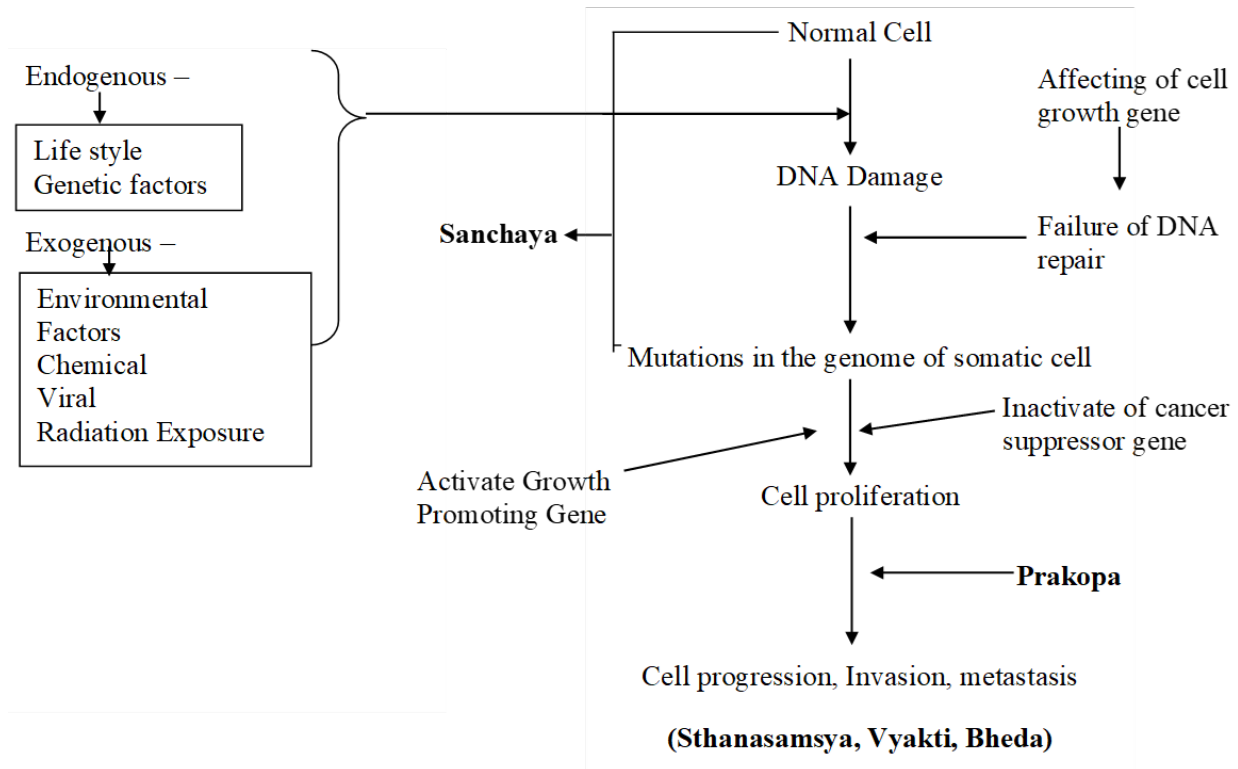 Endogenous –
Life style
Genetic factors
Exogenous –
Environmental
Factors
Chemical
Viral
Radiation Exposure
Normal Cell
Affecting of cell
growth gene
DNA Damage
Sanchaya
Failure of DNA
repair
Mutations in the genome of somatic cell
Inactivate of cancer
suppressor gene
Activate Growth
Promoting Gene
Cell proliferation
Prakopa
Cell progression, Invasion, metastasis
(Sthanasamsya, Vyakti, Bheda)